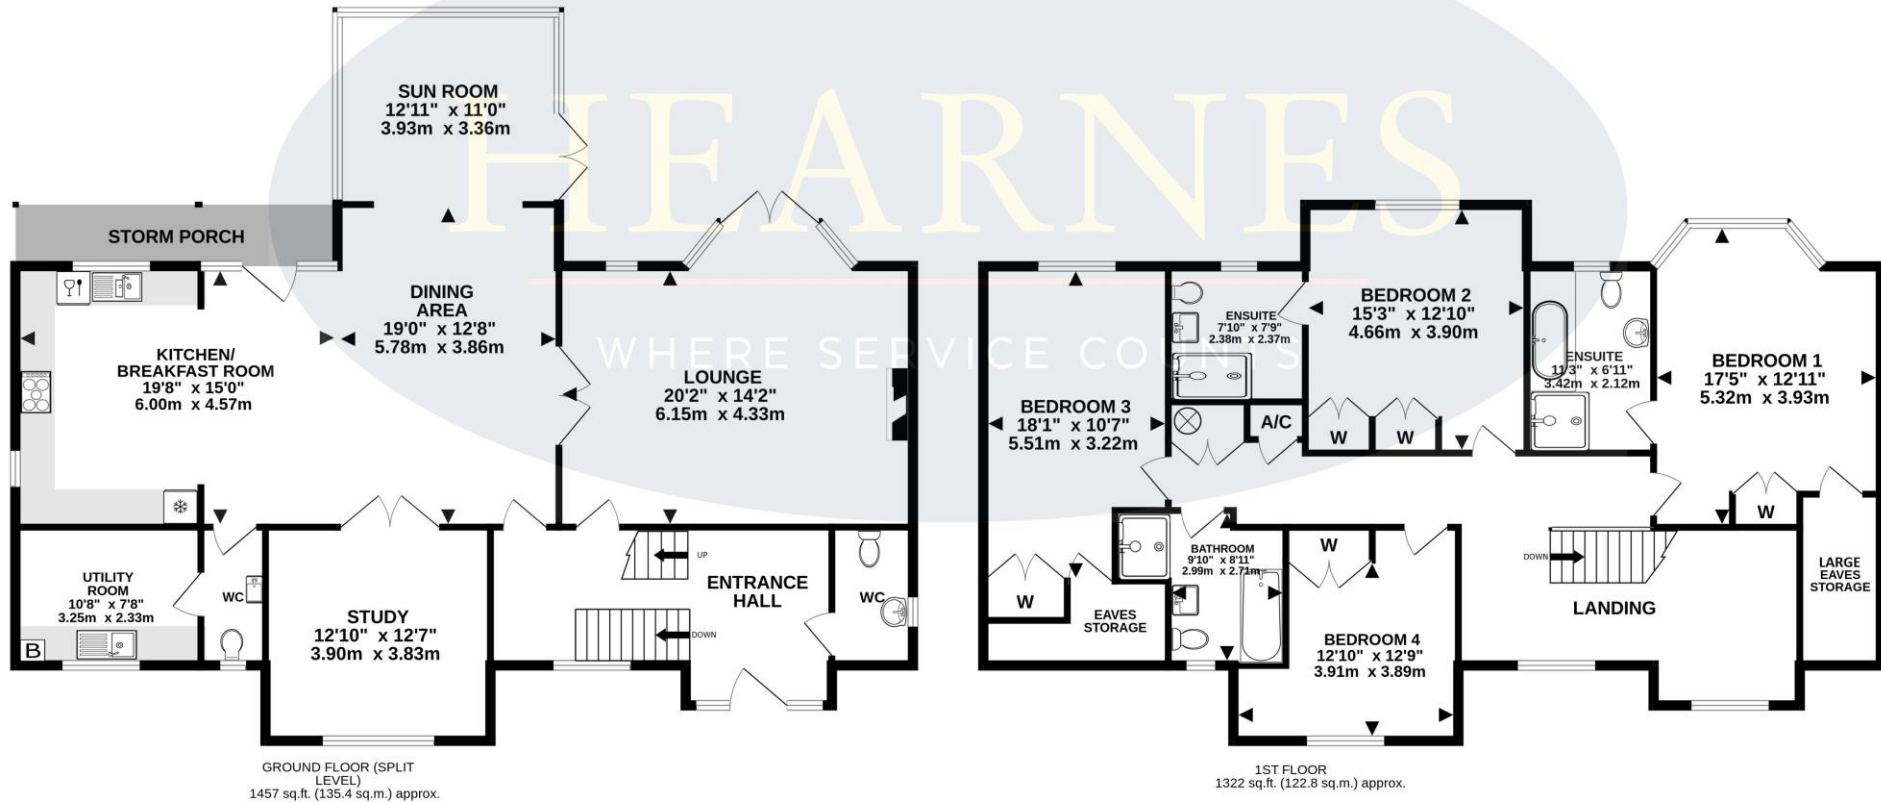 HEARNES
WHERE SERVICE COUNTS
SUN ROOM
12'11" x 11'0"
3.93m x 3.36m
STORM PORCH
KITCHEN/
BREAKFAST ROOM
19'8" x 15'0"
6.00m x 4.57m
DINING
AREA
19'0" x 12'8"
5.78m x 3.86m
LOUNGE
20'2" x 14'2"
6.15m x 4.33m
UTILITY
ROOM
10'8" x 7'8"
3.25m x 2.33m
B
WC
STUDY
12'10" x 12'7"
3.90m x 3.83m
UP
DOWN
ENTRANCE
HALL
WC
GROUND FLOOR (SPLIT
LEVEL)
1457 sq.ft. (135.4 sq.m.) approx.
BEDROOM 3
18'1" x 10'7"
5.51m x 3.22m
ENSUITE
7'10" x 7'9"
2.38m x 2.37m
A/C
BEDROOM 2
15'3" x 12'10"
4.66m x 3.90m
W
W
ENSUITE
11'3" x 6'11"
3.42m x 2.12m
BEDROOM 1
17'5" x 12'11"
5.32m x 3.93m
W
LARGE
EAVES
STORAGE
W
EAVES
STORAGE
BATHROOM
9'10" x 8'11"
2.99m x 2.71m
W
BEDROOM 4
12'10" x 12'9"
3.91m x 3.89m
DOWN
LANDING
1ST FLOOR
1322 sq.ft. (122.8 sq.m.) approx.